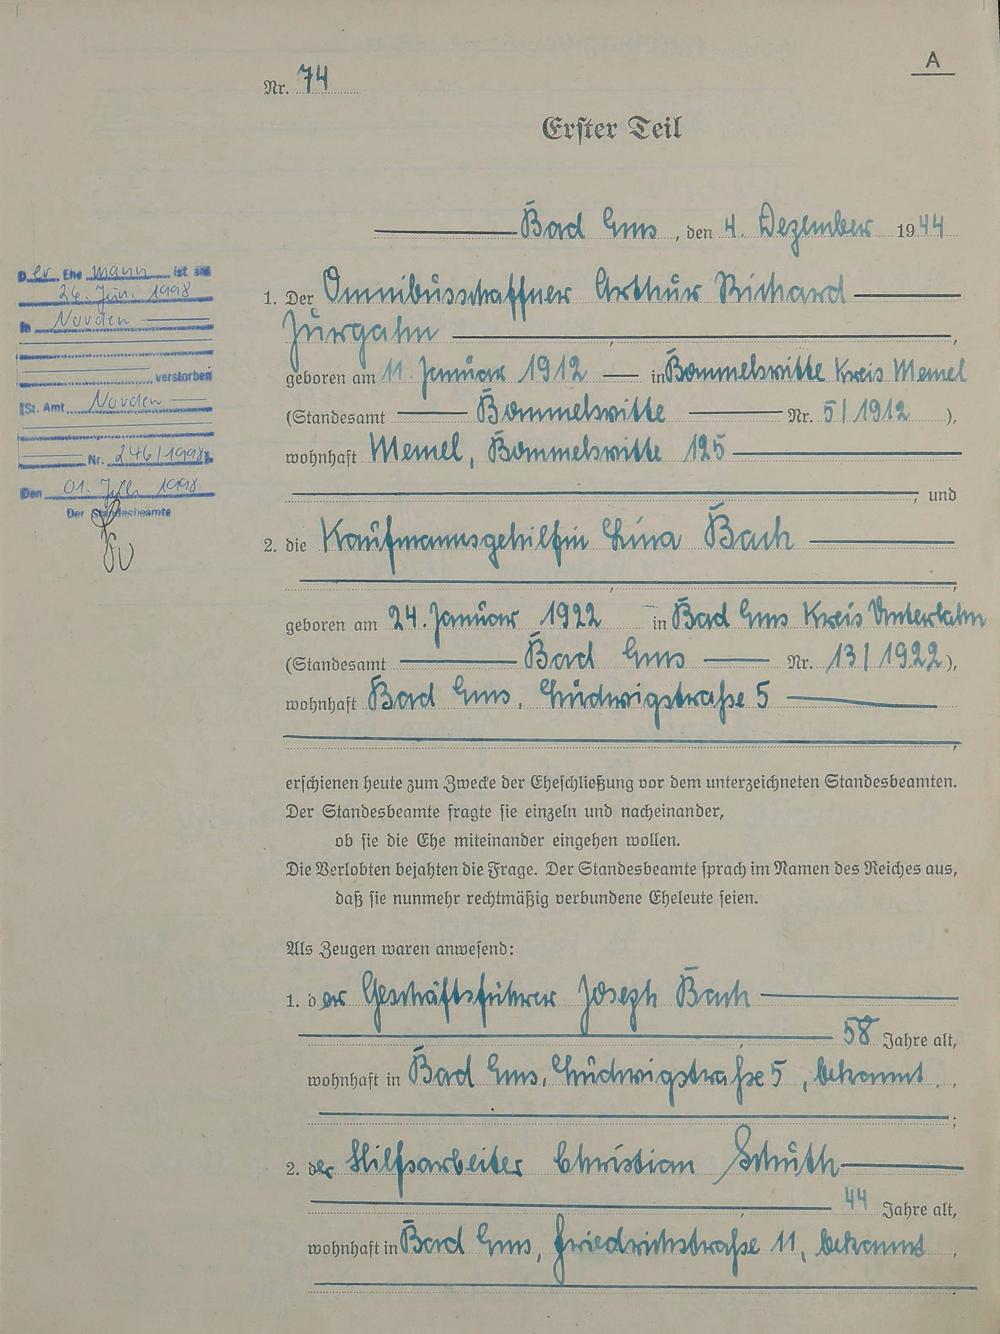 A
Nr. 74
Erster Teil
Bad Ems, den 4. Dezember 1944
Der Ehemann ist am
26. Juni 1998
in Norden
verstorben
(St. Amt Norden
Nr. 246/1998).
Den 01. Juli 1998
Der Standesbeamte
1. Der Omnibusschaffner Arthur Richard
Jurgahn,
geboren am 11. Januar 1912 in Bommelsvitte Kreis Memel
(Standesamt Bommelsvitte Nr. 5/1912),
wohnhaft Memel, Bommelsvitte 125
, und
2. die Kaufmannsgehilfin Lina Bach
,
geboren am 24. Januar 1922 in Bad Ems Kreis Unterlahn
(Standesamt Bad Ems Nr. 13/1922),
wohnhaft Bad Ems, Ludwigstraße 5
,
erschienen heute zum Zwecke der Eheschließung vor dem unterzeichneten Standesbeamten.
Der Standesbeamte fragte sie einzeln und nacheinander,
ob sie die Ehe miteinander eingehen wollen.
Die Verlobten bejahten die Frage. Der Standesbeamte sprach im Namen des Reiches aus,
daß sie nunmehr rechtmäßig verbundene Eheleute seien.
Als Zeugen waren anwesend:
1. der Geschäftsführer Joseph Bach
, 58 Jahre alt,
wohnhaft in Bad Ems, Ludwigstraße 5, bekannt,
;
2. der Hilfsarbeiter Christian Schuth
, 44 Jahre alt,
wohnhaft in Bad Ems, Friedrichstraße 11, bekannt,
.